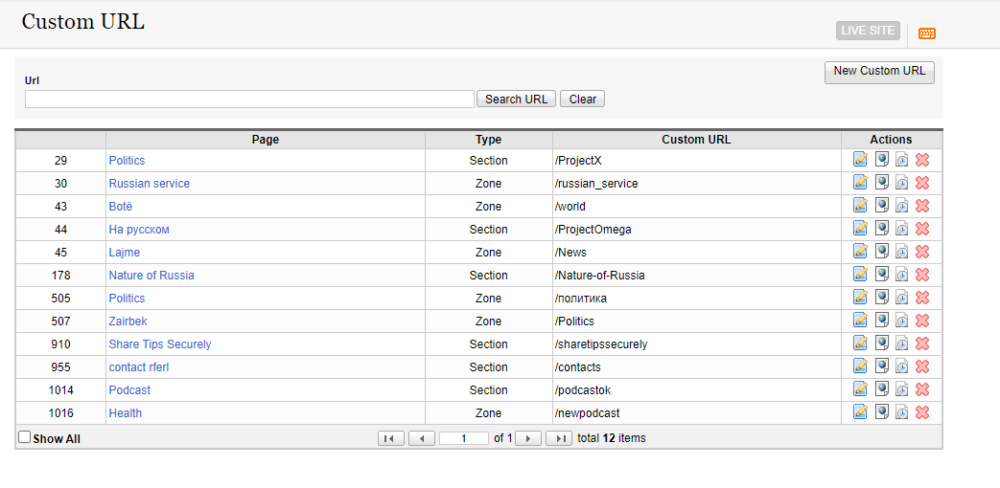 Custom URL
LIVE SITE
New Custom URL
Url
Search URL Clear
Page Type Custom URL Actions
29 Politics Section /ProjectX
30 Russian service Zone /russian_service
43 Botë Zone /world
44 На русском Section /ProjectOmega
45 Lajme Zone /News
178 Nature of Russia Section /Nature-of-Russia
505 Politics Zone /политика
507 Zairbek Zone /Politics
910 Share Tips Securely Section /sharetipssecurely
955 contact rferl Section /contacts
1014 Podcast Section /podcastok
1016 Health Zone /newpodcast
Show All 1 of 1 total 12 items